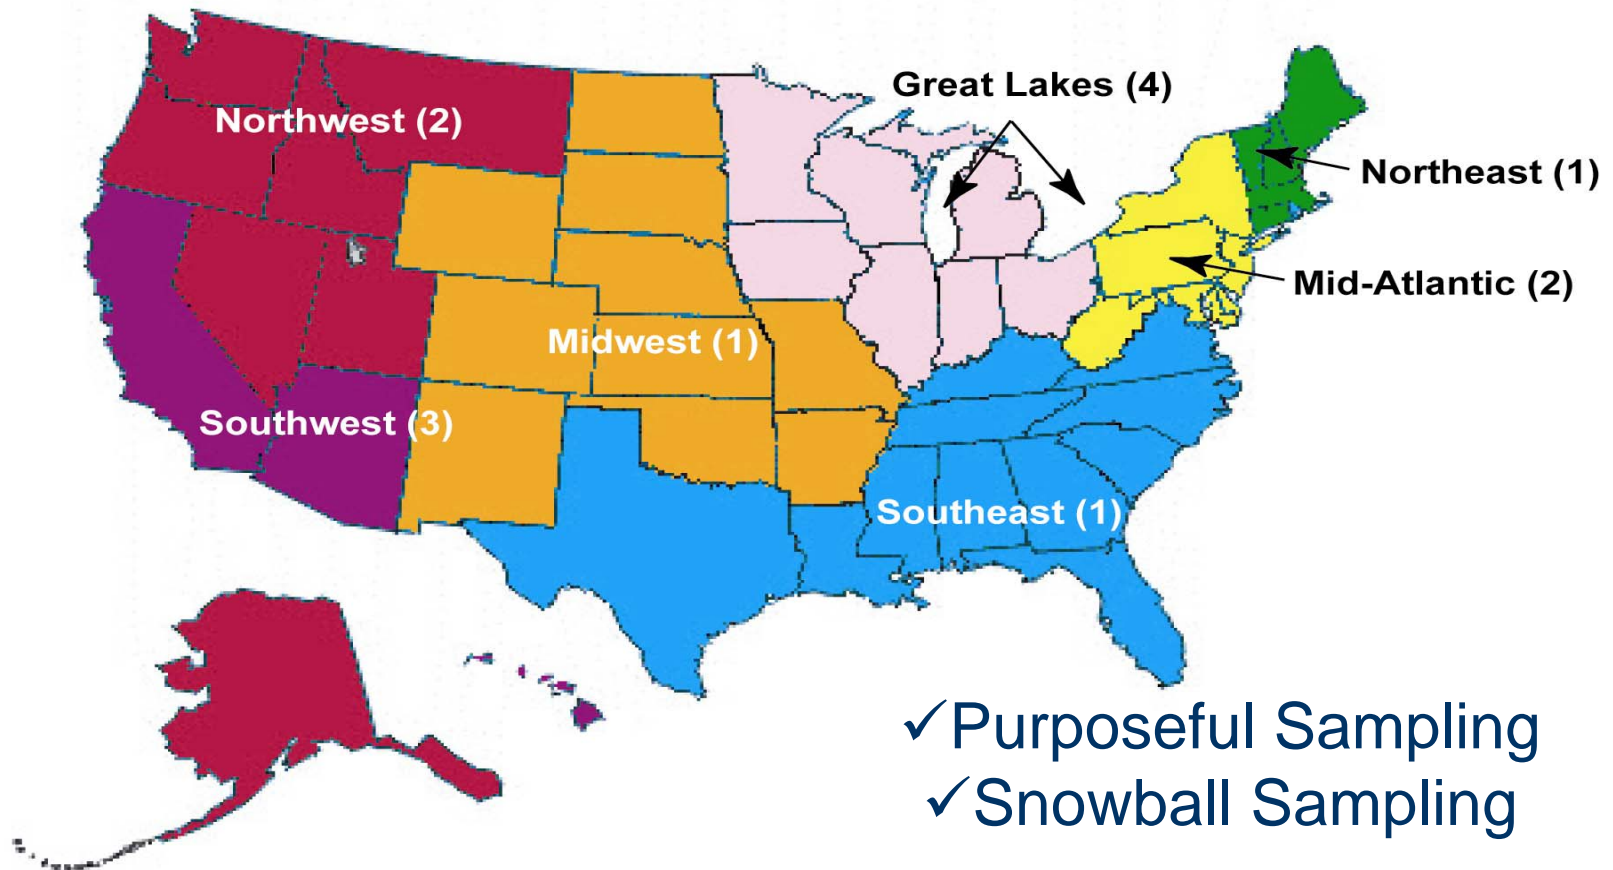 Great Lakes (4)
Northwest (2)
Northeast (1)
Mid-Atlantic (2)
Midwest (1)
Southwest (3)
Southeast (1)
✓Purposeful Sampling
✓Snowball Sampling